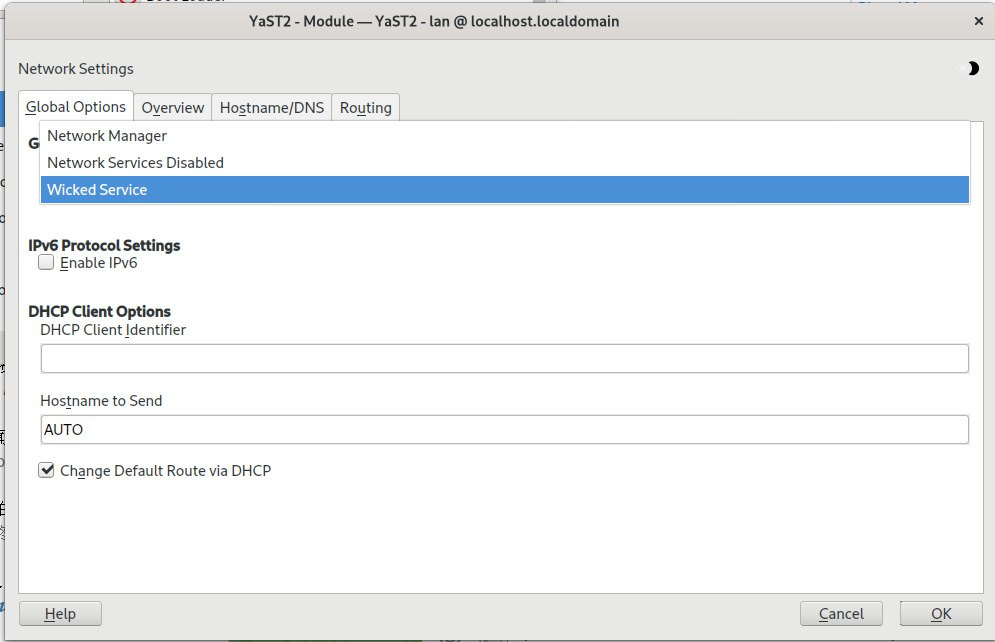 YaST2 - Module — YaST2 - lan @ localhost.localdomain
Network Settings
Global Options Overview Hostname/DNS Routing
Network Manager
Network Services Disabled
Wicked Service
IPv6 Protocol Settings
Enable IPv6
DHCP Client Options
DHCP Client Identifier
Hostname to Send
AUTO
Change Default Route via DHCP
Help Cancel OK